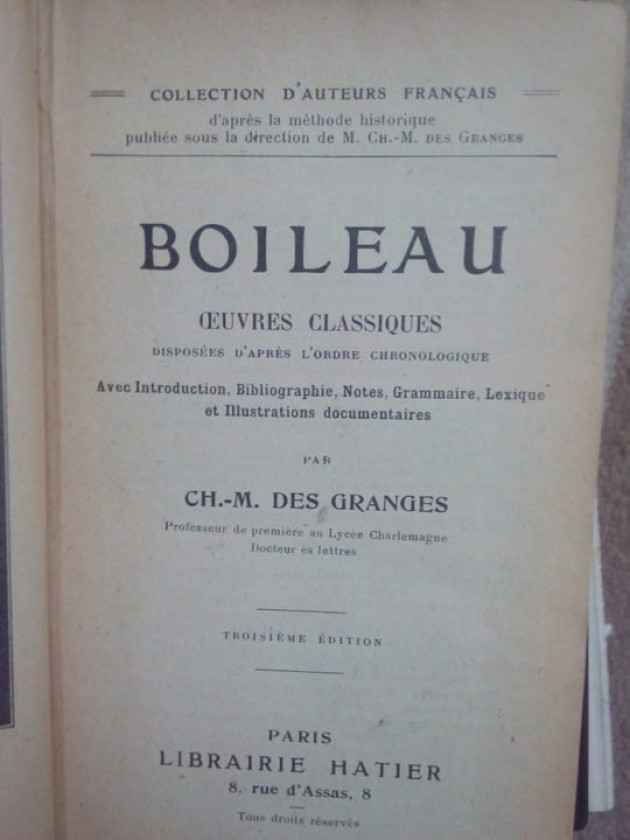 COLLECTION D'AUTEURS FRANÇAIS
d'après la méthode historique
publiée sous la direction de M. CH.-M. DES GRANGES
BOILEAU
ŒUVRES CLASSIQUES
DISPOSÉES D'APRÈS L'ORDRE CHRONOLOGIQUE
Avec Introduction, Bibliographie, Notes, Grammaire, Lexique
et Illustrations documentaires
PAR
CH.-M. DES GRANGES
Professeur de première au Lycée Charlemagne
Docteur ès lettres
TROISIÈME ÉDITION
PARIS
LIBRAIRIE HATIER
8, rue d'Assas, 8
Tous droits réservés